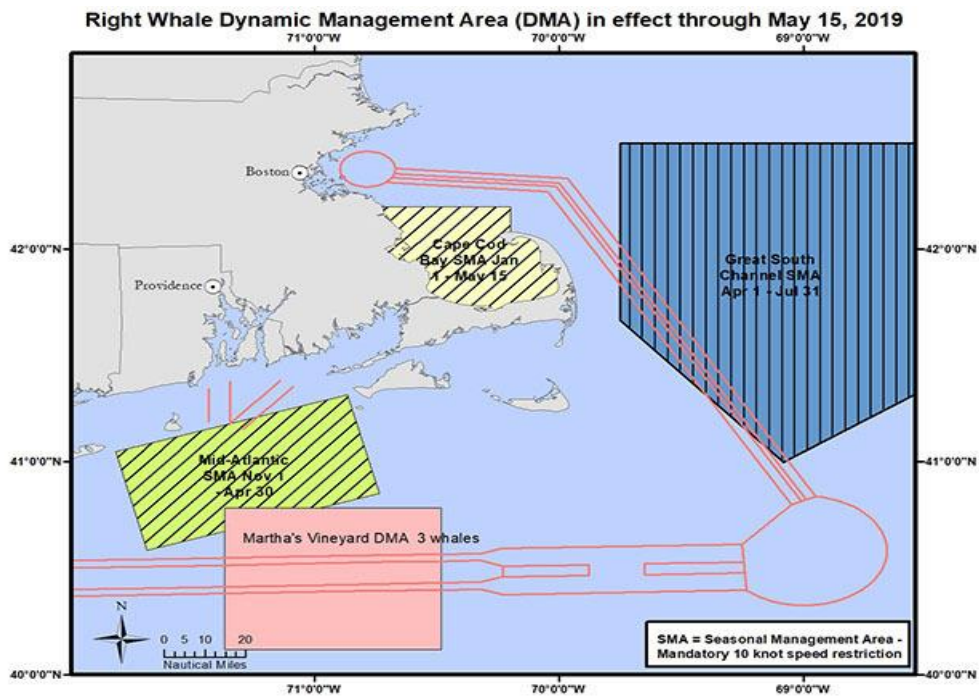 Right Whale Dynamic Management Area (DMA) in effect through May 15, 2019
71°0'0"W
70°0'0"W
69°0'0"W
Boston
42°0'0"N
Cape Cod
Bay SMA Jan
1 - May 15
Great South
Channel SMA
Apr 1 - Jul 31
42°0'0"N
Providence
41°0'0"N
Mid-Atlantic
SMA Nov 1
- Apr 30
41°0'0"N
Martha's Vineyard DMA 3 whales
N
0 5 10 20
Nautical Miles
SMA = Seasonal Management Area -
Mandatory 10 knot speed restriction
40°0'0"N
40°0'0"N
71°0'0"W
70°0'0"W
69°0'0"W